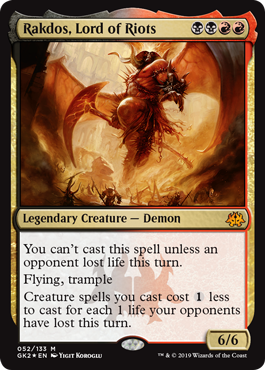 Rakdos, Lord of Riots
Legendary Creature — Demon
You can't cast this spell unless an
opponent lost life this turn.
Flying, trample
Creature spells you cast cost 1 less
to cast for each 1 life your opponents
have lost this turn.
6/6
052/133 M
GK2 ★ EN Yigit Koroglu
™ & © 2019 Wizards of the Coast